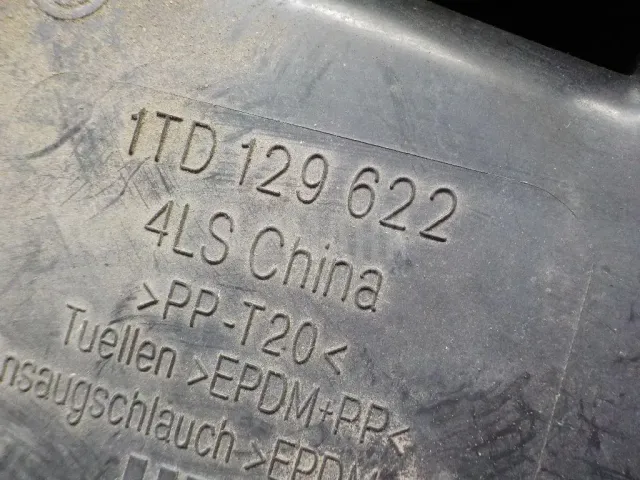 1TD 129 622
4LS China
>PP-T20<
Tuellen >EPDM+PP<
nsaugschlauch >EPDM